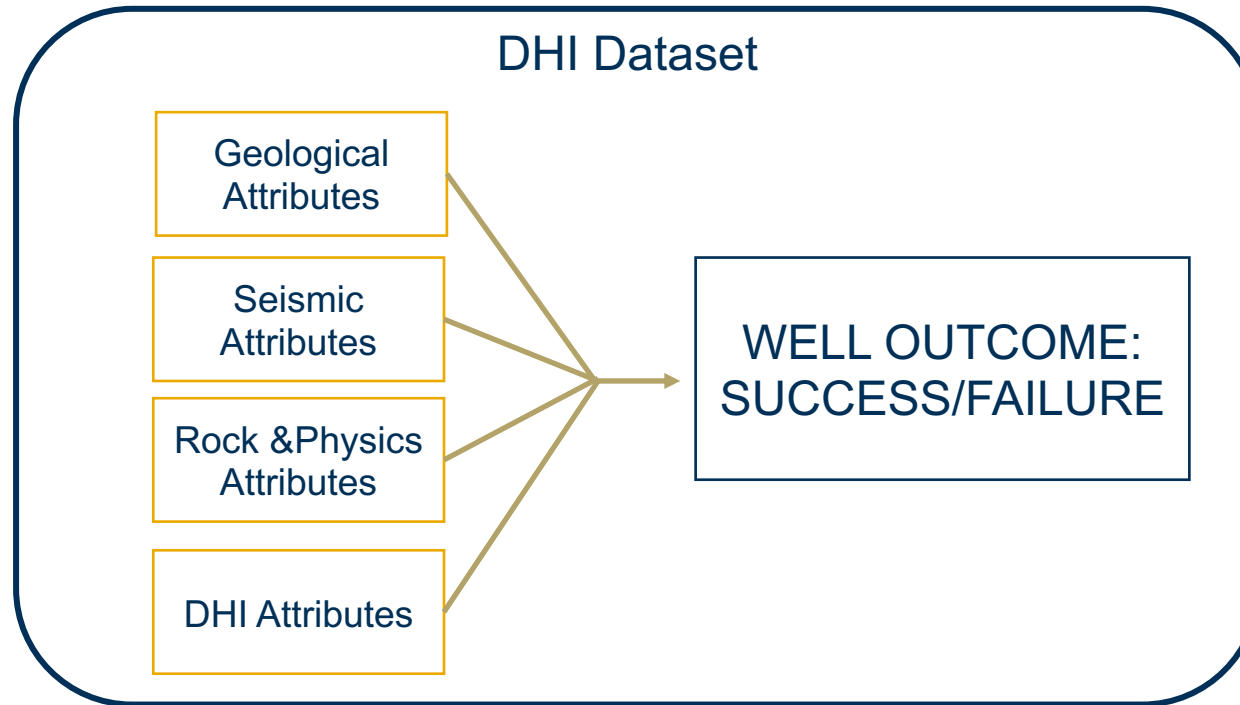 DHI Dataset
Geological
Attributes
Seismic
Attributes
Rock &Physics
Attributes
DHI Attributes
WELL OUTCOME:
SUCCESS/FAILURE